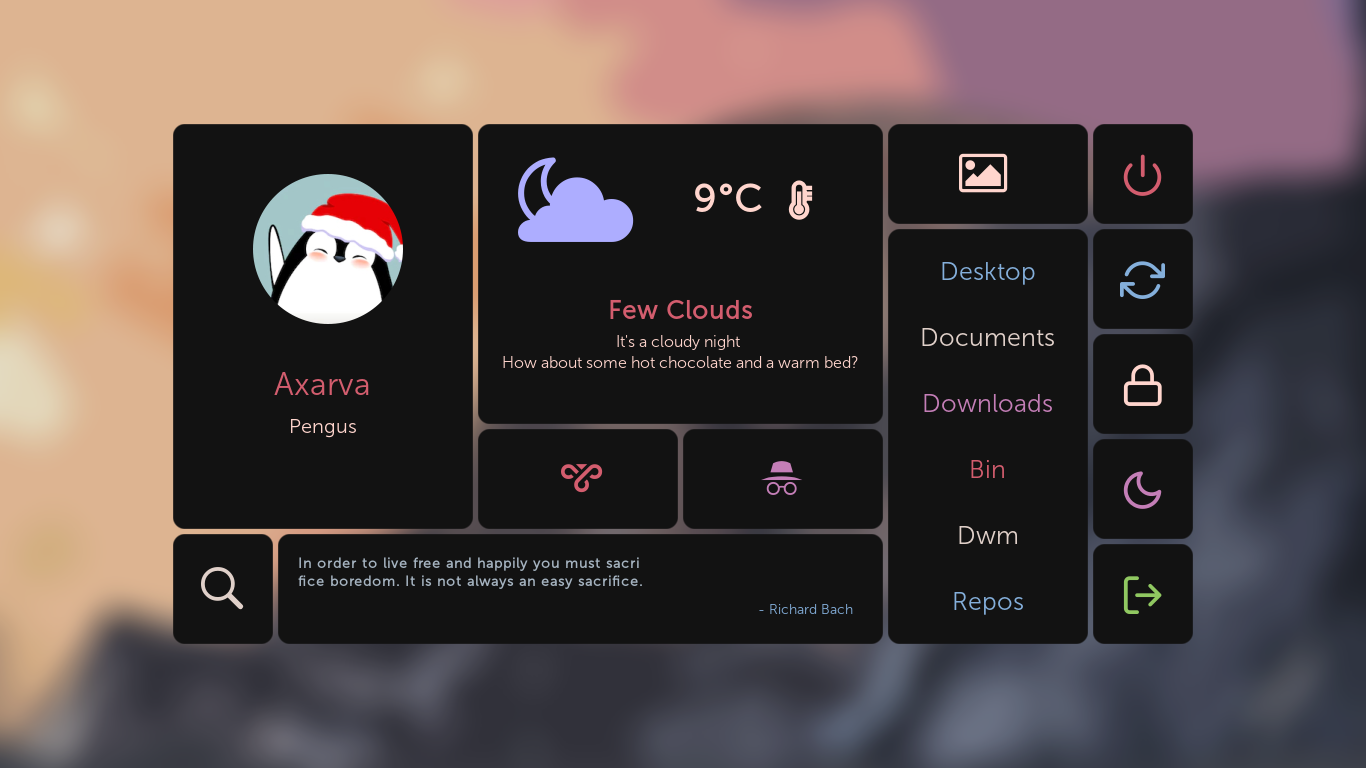 Axarva
Pengus
9°C
Few Clouds
It's a cloudy night
How about some hot chocolate and a warm bed?
In order to live free and happily you must sacri
fice boredom. It is not always an easy sacrifice.
- Richard Bach
Desktop
Documents
Downloads
Bin
Dwm
Repos